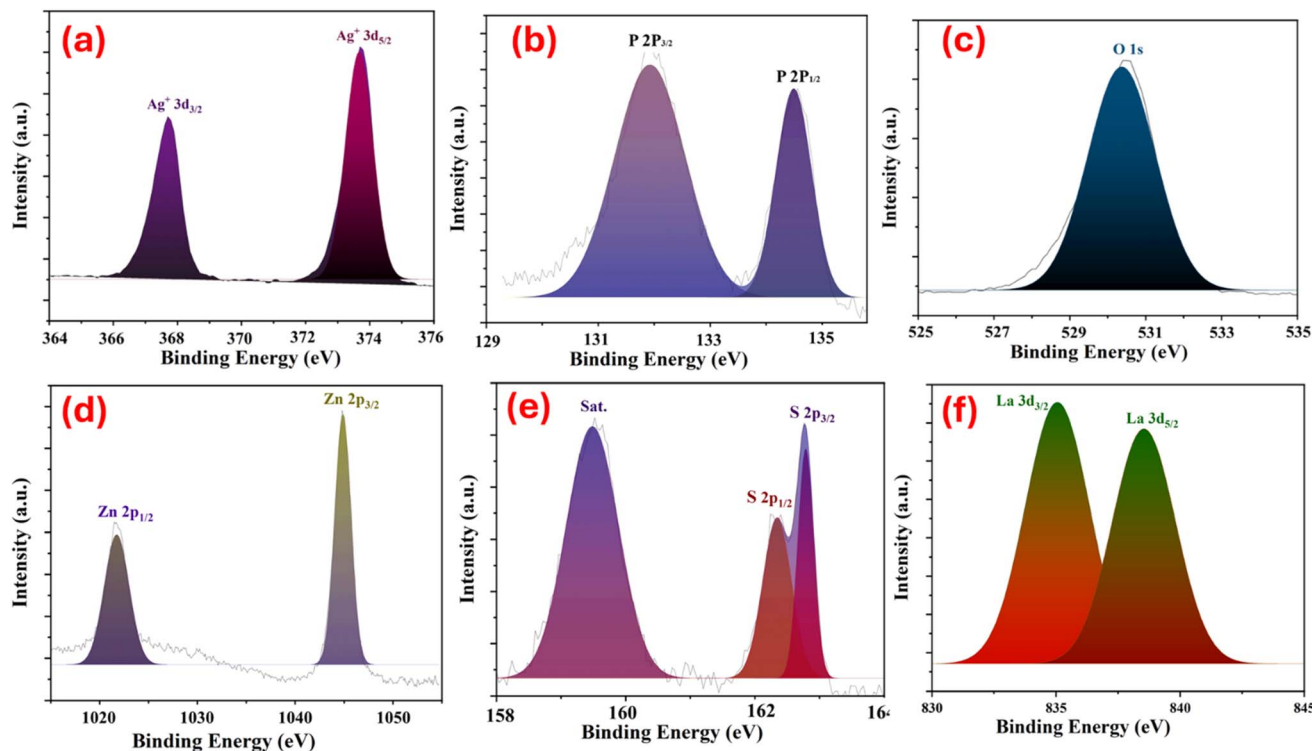 (a)
Ag⁺ 3d₃/₂
Ag⁺ 3d₅/₂
Intensity (a.u.)
364 366 368 370 372 374 376
Binding Energy (eV)
(b)
P 2P₃/₂
P 2P₁/₂
Intensity (a.u.)
129 131 133 135
Binding Energy (eV)
(c)
O 1s
Intensity (a.u.)
525 527 529 531 533 535
Binding Energy (eV)
(d)
Zn 2p₁/₂
Zn 2p₃/₂
Intensity (a.u.)
1020 1030 1040 1050
Binding Energy (eV)
(e)
Sat.
S 2p₁/₂
S 2p₃/₂
Intensity (a.u.)
158 160 162
Binding Energy (eV)
(f)
La 3d₃/₂
La 3d₅/₂
Intensity (a.u.)
830 835 840 845
Binding Energy (eV)